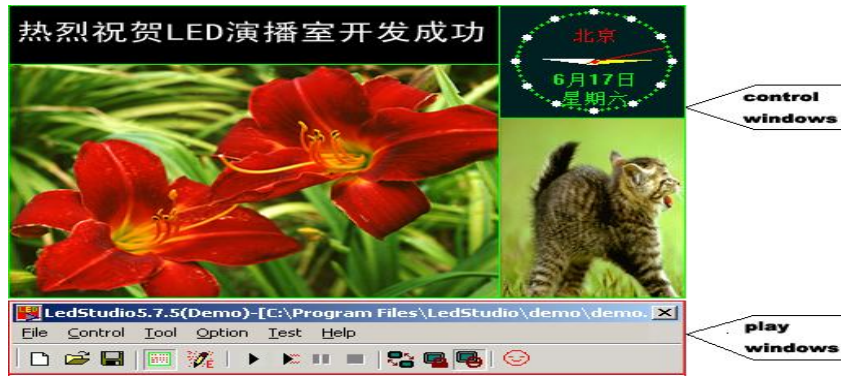 热烈祝贺LED演播室开发成功
北京
6月17日
星期六
control
windows
LedStudio5.7.5(Demo)-[C:\Program Files\LedStudio\demo\demo.
File Control Tool Option Test Help
play
windows